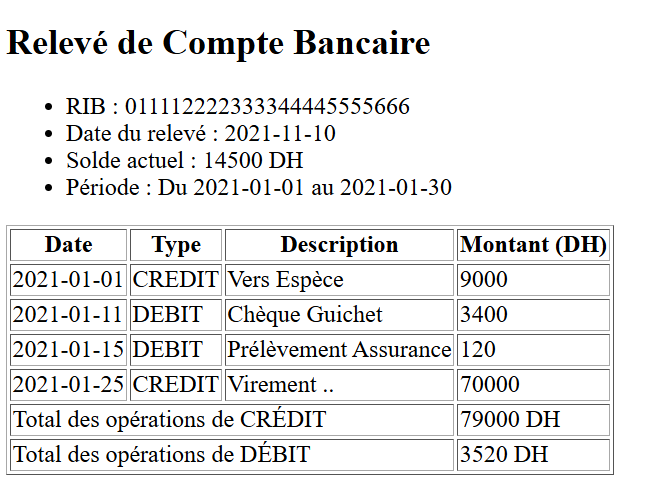 Relevé de Compte Bancaire
• RIB : 011112222333344445555666
• Date du relevé : 2021-11-10
• Solde actuel : 14500 DH
• Période : Du 2021-01-01 au 2021-01-30
Date Type Description Montant (DH)
2021-01-01 CREDIT Vers Espèce 9000
2021-01-11 DEBIT Chèque Guichet 3400
2021-01-15 DEBIT Prélèvement Assurance 120
2021-01-25 CREDIT Virement .. 70000
Total des opérations de CRÉDIT 79000 DH
Total des opérations de DÉBIT 3520 DH